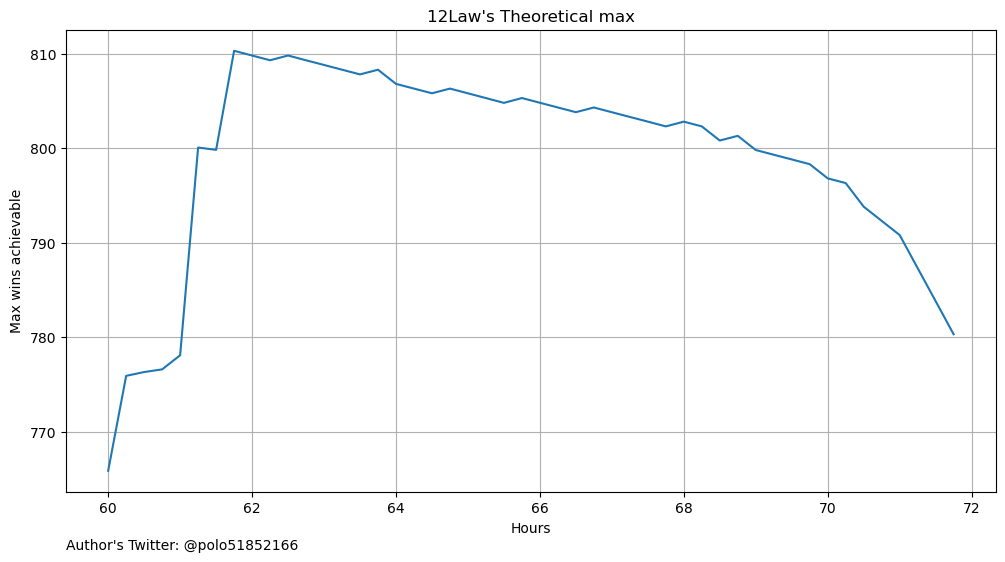 12Law's Theoretical max
Max wins achievable
810
800
790
780
770
60 62 64 66 68 70 72
Hours
Author's Twitter: @polo51852166